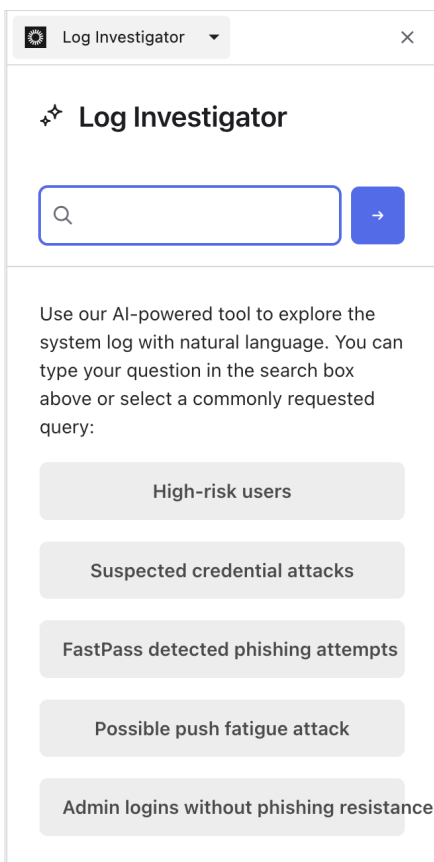 Log Investigator
Log Investigator
Use our AI-powered tool to explore the
system log with natural language. You can
type your question in the search box
above or select a commonly requested
query:
High-risk users
Suspected credential attacks
FastPass detected phishing attempts
Possible push fatigue attack
Admin logins without phishing resistance